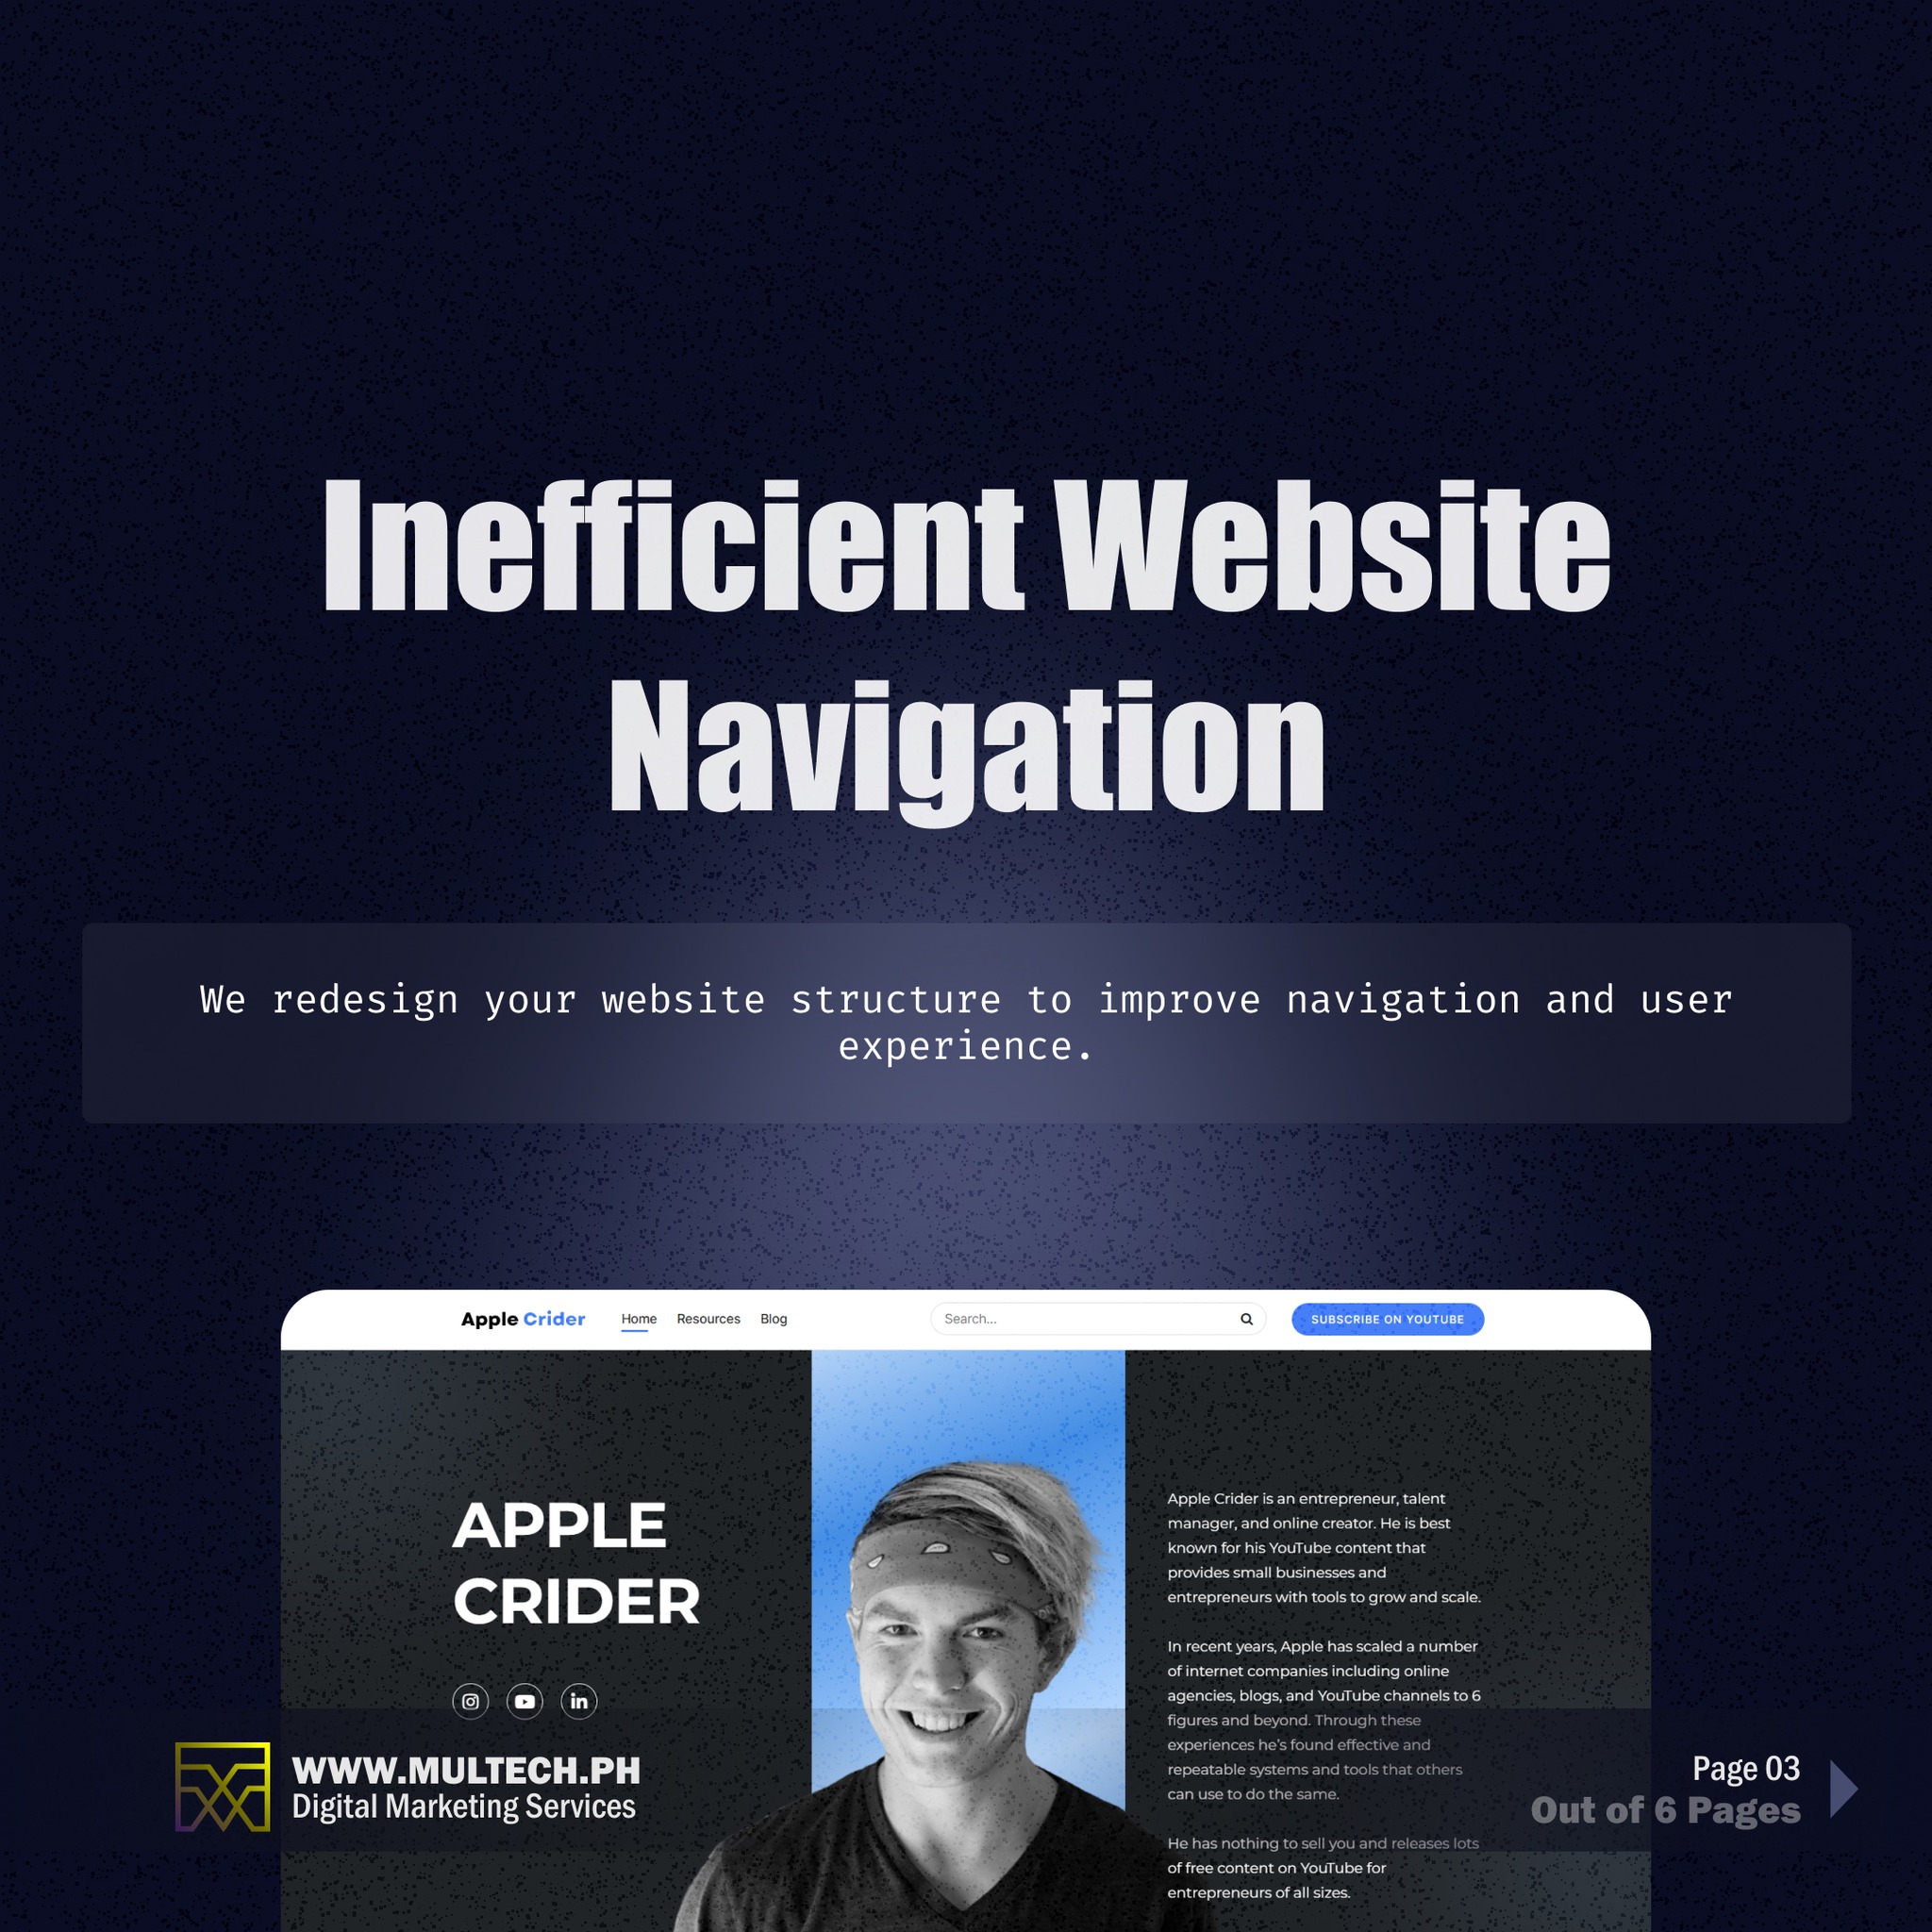 Inefficient Website
Navigation
We redesign your website structure to improve navigation and user
experience.
Apple Crider
Home
Resources
Blog
Search...
SUBSCRIBE ON YOUTUBE
APPLE
CRIDER
in
Apple Crider is an entrepreneur, talent
manager, and online creator. He is best
known for his YouTube content that
provides small businesses and
entrepreneurs with tools to grow and scale.
In recent years, Apple has scaled a number
of internet companies including online
agencies, blogs, and YouTube channels to 6
figures and beyond. Through these
experiences he's found effective and
repeatable systems and tools that others
can use to do the same.
He has nothing to sell you and releases lots
of free content on YouTube for
entrepreneurs of all sizes.
WWW.MULTECH.PH
Digital Marketing Services
Page 03
Out of 6 Pages